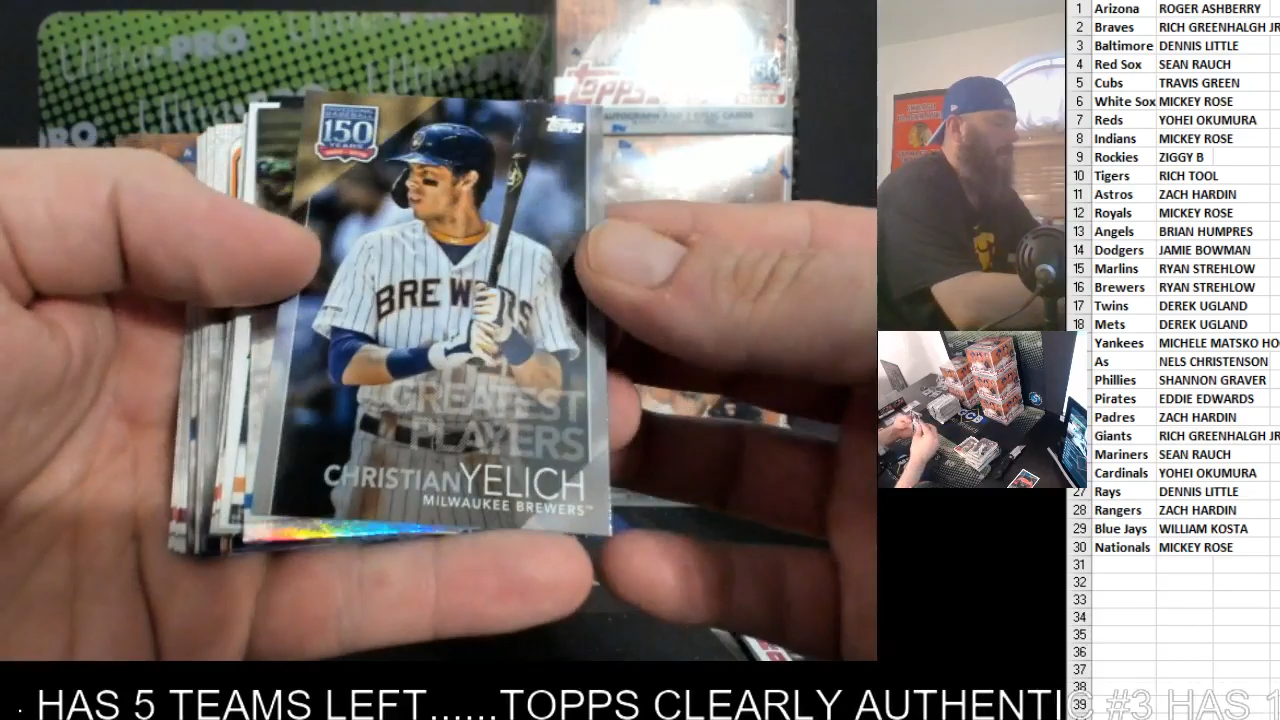 Ultra PRO
PRO
TOPPS
AUTOGRAPH AND 2 RELIC CARDS
150
YEARS
TOPPS
BREWERS
GREATEST
PLAYERS
CHRISTIAN YELICH
MILWAUKEE BREWERS™
1 Arizona ROGER ASHBERRY
2 Braves RICH GREENHALGH JR
3 Baltimore DENNIS LITTLE
4 Red Sox SEAN RAUCH
5 Cubs TRAVIS GREEN
6 White Sox MICKEY ROSE
7 Reds YOHEI OKUMURA
8 Indians MICKEY ROSE
9 Rockies ZIGGY B
10 Tigers RICH TOOL
11 Astros ZACH HARDIN
12 Royals MICKEY ROSE
13 Angels BRIAN HUMPRES
14 Dodgers JAMIE BOWMAN
15 Marlins RYAN STREHLOW
16 Brewers RYAN STREHLOW
17 Twins DEREK UGLAND
18 Mets DEREK UGLAND
Yankees MICHELE MATSKO HO
As NELS CHRISTENSON
Phillies SHANNON GRAVER
Pirates EDDIE EDWARDS
Padres ZACH HARDIN
Giants RICH GREENHALGH JR
Mariners SEAN RAUCH
Cardinals YOHEI OKUMURA
27 Rays DENNIS LITTLE
28 Rangers ZACH HARDIN
29 Blue Jays WILLIAM KOSTA
30 Nationals MICKEY ROSE
31
32
33
34
35
36
37
38
39
. HAS 5 TEAMS LEFT......TOPPS CLEARLY AUTHENTIC #3 HAS 1